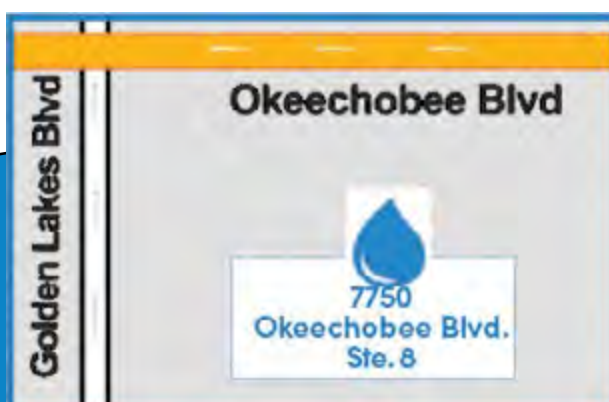 Okeechobee Blvd
Golden Lakes Blvd
7750
Okeechobee Blvd.
Ste. 8